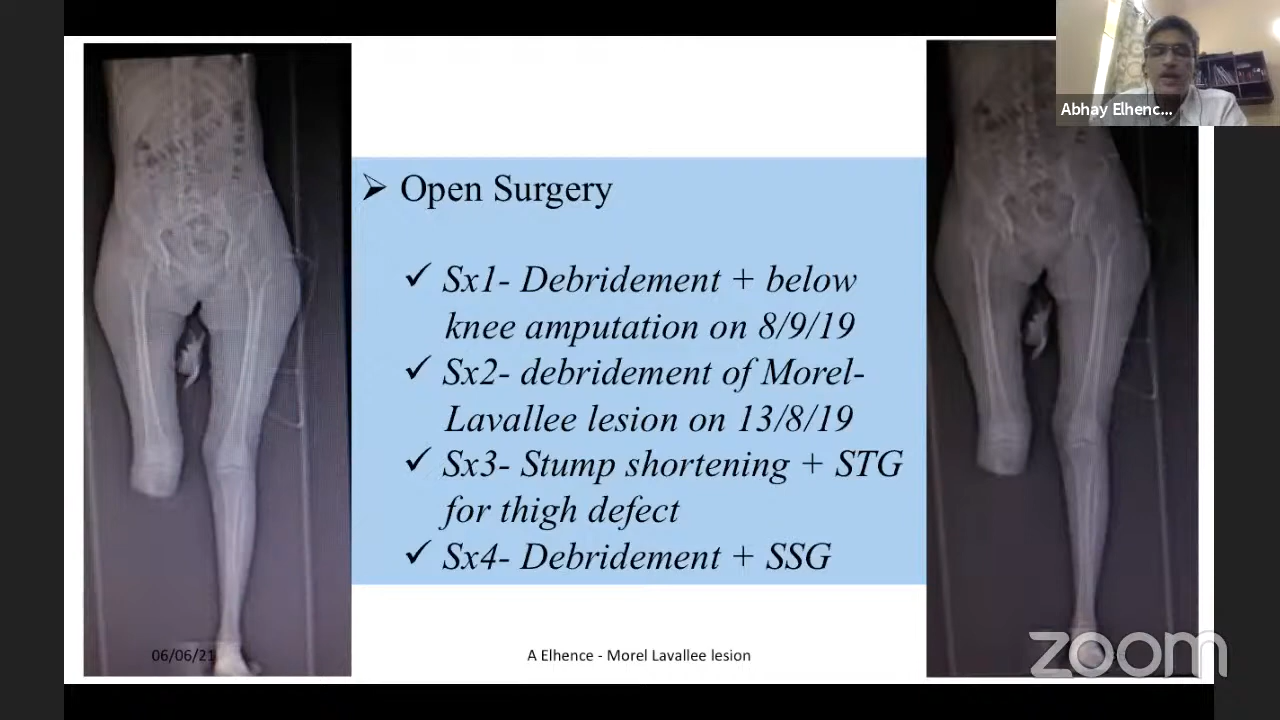 Abhay Elhenc...
➢ Open Surgery
✓ Sx1- Debridement + below
knee amputation on 8/9/19
✓ Sx2- debridement of Morel-
Lavallee lesion on 13/8/19
✓ Sx3- Stump shortening + STG
for thigh defect
✓ Sx4- Debridement + SSG
06/06/21
A Elhence - Morel Lavallee lesion
zoom